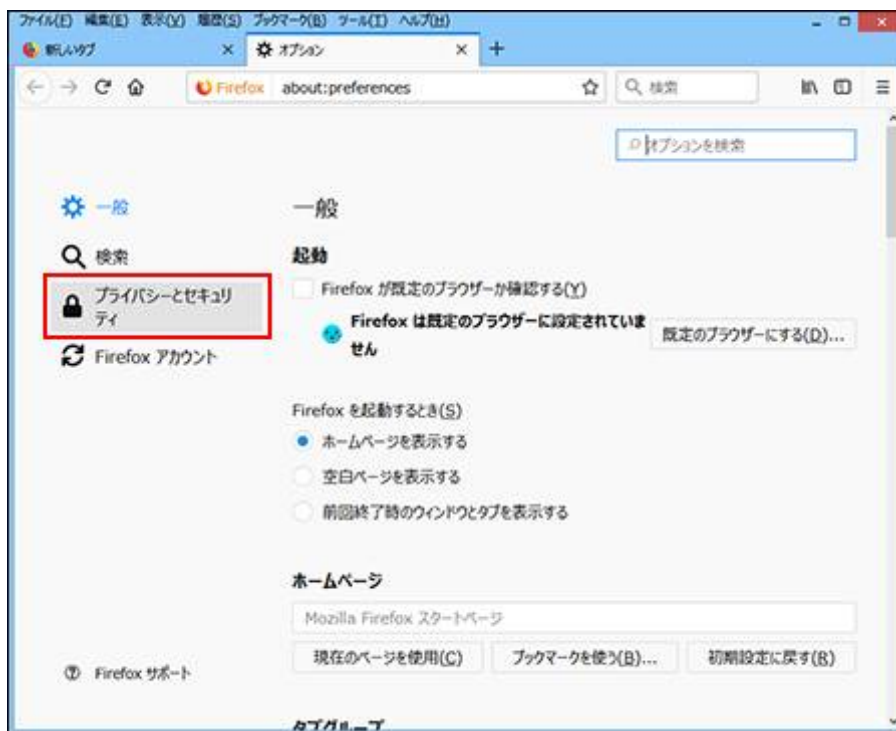 ファイル(F) 編集(E) 表示(V) 履歴(S) ブックマーク(B) ツール(T) ヘルプ(H)
新しいタブ
オプション
Firefox about:preferences
検索
オプションを検索
一般
検索
プライバシーとセキュリ
ティ
Firefox アカウント
Firefox サポート
一般
起動
Firefox が既定のブラウザーか確認する(Y)
Firefox は既定のブラウザーに設定されていま
せん
既定のブラウザーにする(D)...
Firefox を起動するとき(S)
ホームページを表示する
空白ページを表示する
前回終了時のウィンドウとタブを表示する
ホームページ
Mozilla Firefox スタートページ
現在のページを使用(C) ブックマークを使う(B)... 初期設定に戻す(R)
タブグループ